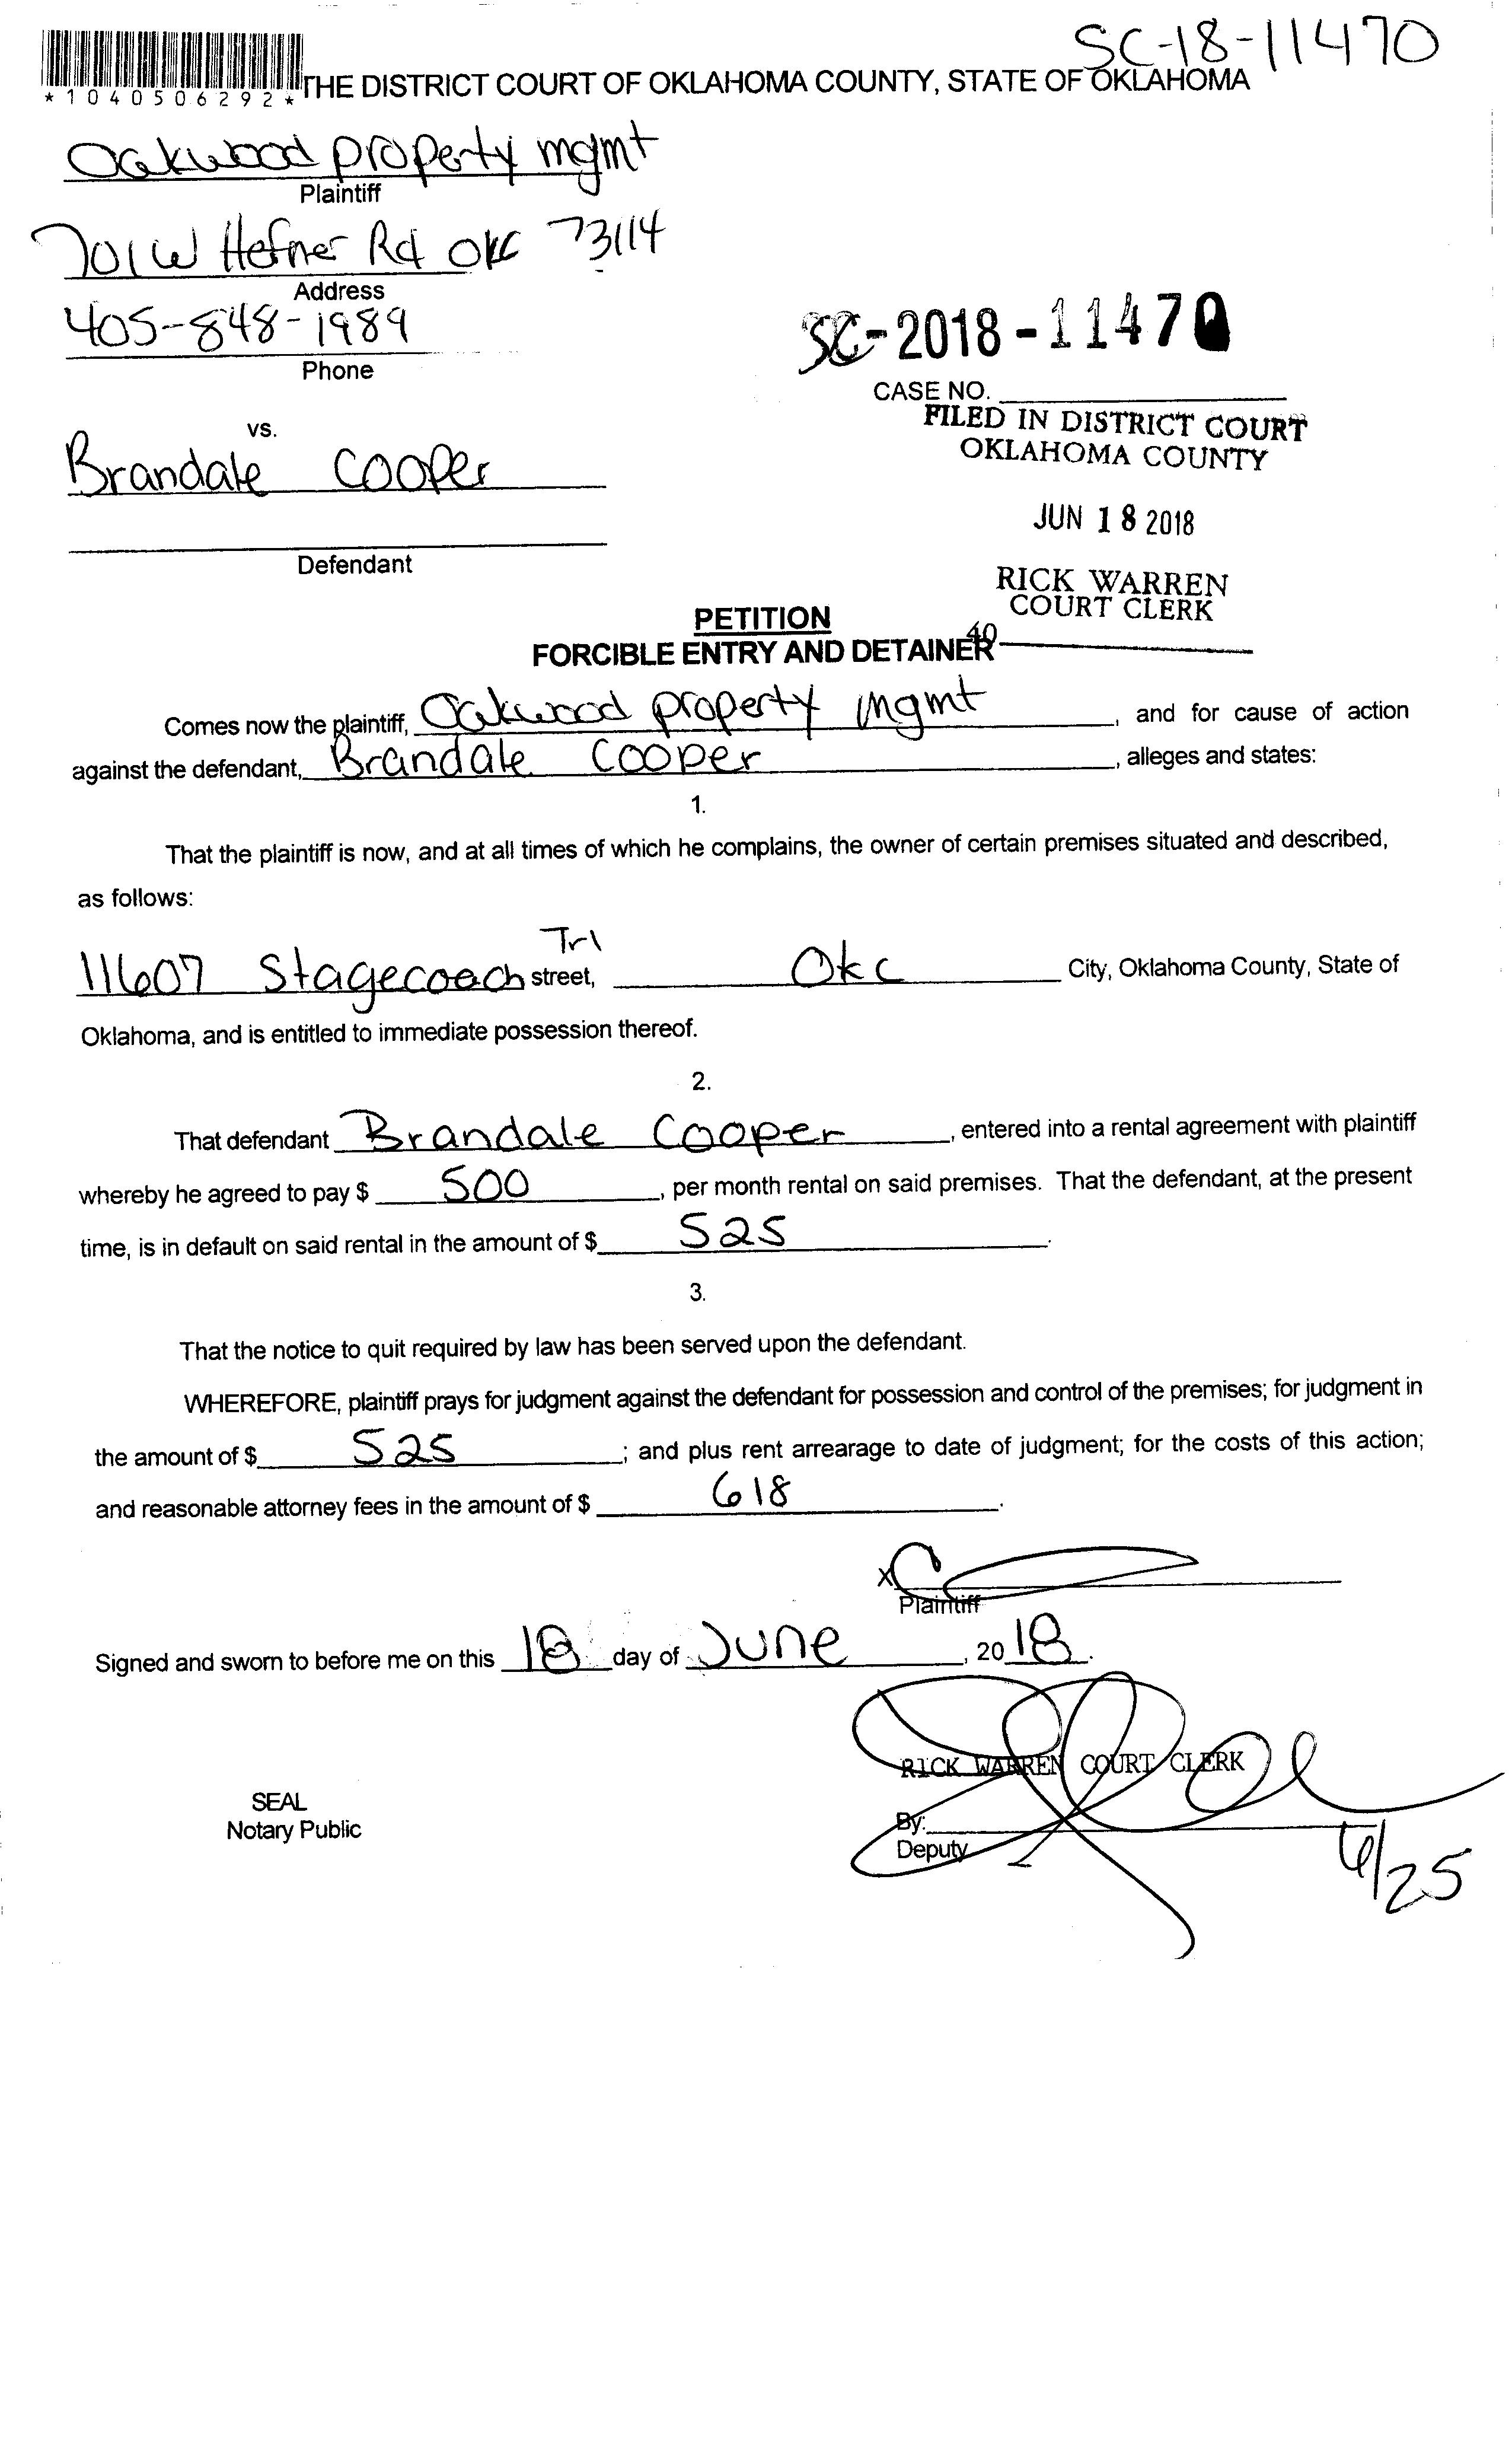 SC-18-11470
*1040506292*
THE DISTRICT COURT OF OKLAHOMA COUNTY, STATE OF OKLAHOMA
Oakwood property mgmt
Plaintiff
701 W Hefner Rd OKC 73114
Address
405-848-1989
Phone
SC-2018-11470
CASE NO.
FILED IN DISTRICT COURT
OKLAHOMA COUNTY
vs.
Brandale Cooper
JUN 18 2018
Defendant
RICK WARREN
COURT CLERK
PETITION
40
FORCIBLE ENTRY AND DETAINER
Comes now the plaintiff, Oakwood property Mgmt, and for cause of action
against the defendant, Brandale Cooper, alleges and states:
1.
That the plaintiff is now, and at all times of which he complains, the owner of certain premises situated and described,
as follows:
11607 Stagecoach Trl street, Okc City, Oklahoma County, State of
Oklahoma, and is entitled to immediate possession thereof.
2.
That defendant Brandale Cooper, entered into a rental agreement with plaintiff
whereby he agreed to pay $ 500, per month rental on said premises. That the defendant, at the present
time, is in default on said rental in the amount of $ 525.
3.
That the notice to quit required by law has been served upon the defendant.
WHEREFORE, plaintiff prays for judgment against the defendant for possession and control of the premises; for judgment in
the amount of $ 525; and plus rent arrearage to date of judgment; for the costs of this action;
and reasonable attorney fees in the amount of $ 618.
X
Plaintiff
Signed and sworn to before me on this 18 day of June, 2018.
RICK WARREN COURT CLERK
SEAL
Notary Public
By:
Deputy
6/25